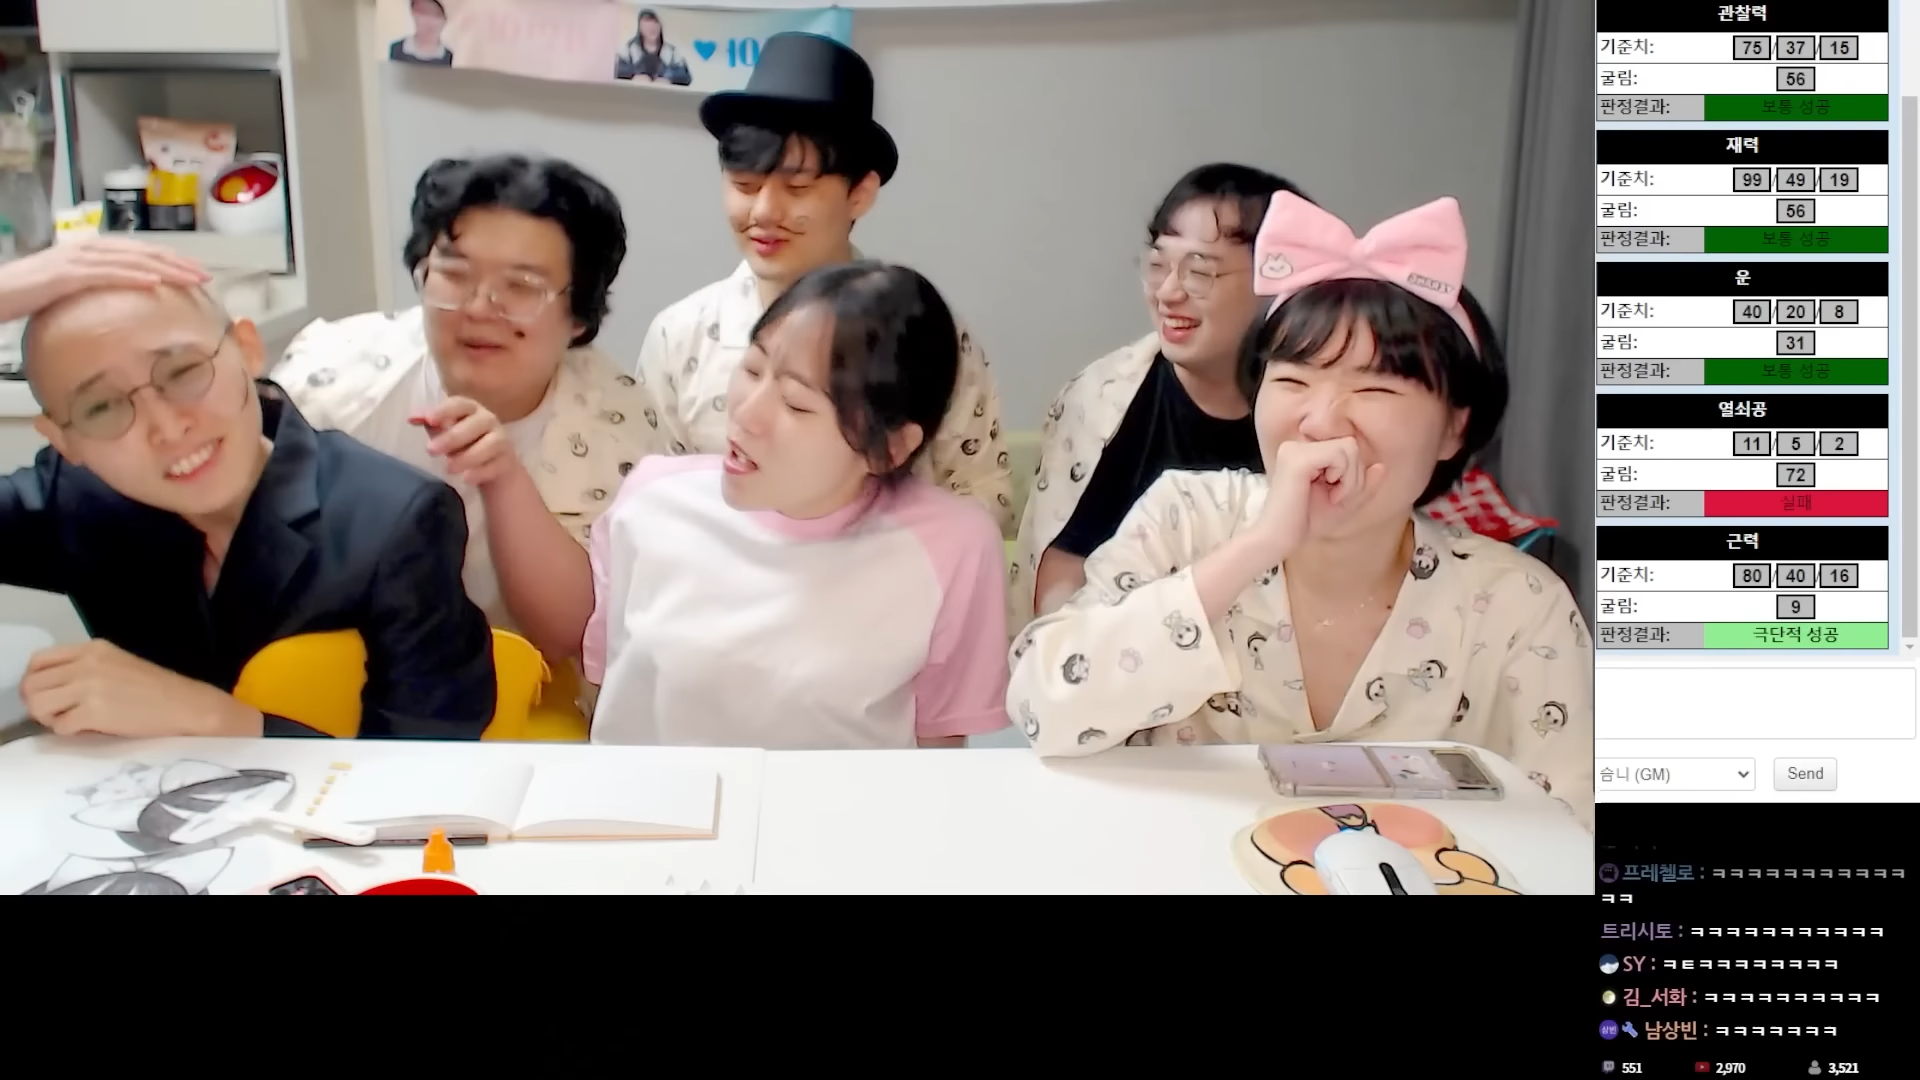 관찰력
기준치: 75 / 37 / 15
굴림: 56
판정결과: 보통 성공
재력
기준치: 99 / 49 / 19
굴림: 56
판정결과: 보통 성공
운
기준치: 40 / 20 / 8
굴림: 31
판정결과: 보통 성공
열쇠공
기준치: 11 / 5 / 2
굴림: 72
판정결과: 실패
근력
기준치: 80 / 40 / 16
굴림: 9
판정결과: 극단적 성공
슴니 (GM) Send
프레첼로 : ㅋㅋㅋㅋㅋㅋㅋㅋㅋㅋㅋ
ㅋㅋ
트리시토 : ㅋㅋㅋㅋㅋㅋㅋㅋㅋㅋㅋ
SY : ㅋㅌㅋㅋㅋㅋㅋㅋㅋㅋ
김_서화 : ㅋㅋㅋㅋㅋㅋㅋㅋㅋㅋ
상빈 남상빈 : ㅋㅋㅋㅋㅋㅋㅋ
551 2,970 3,521